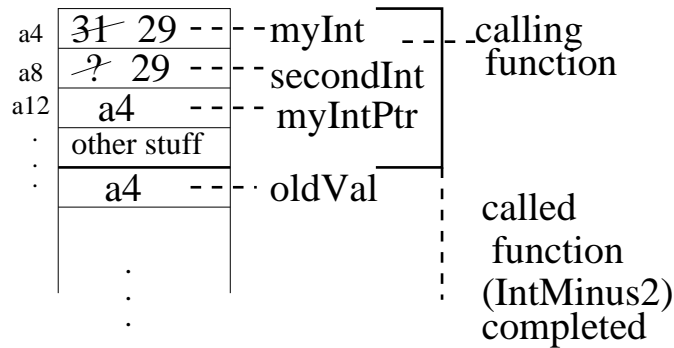 a4 31 29 myInt calling
a8 ? 29 secondInt function
a12 a4 myIntPtr
other stuff
a4 oldVal
called
function
(IntMinus2)
completed